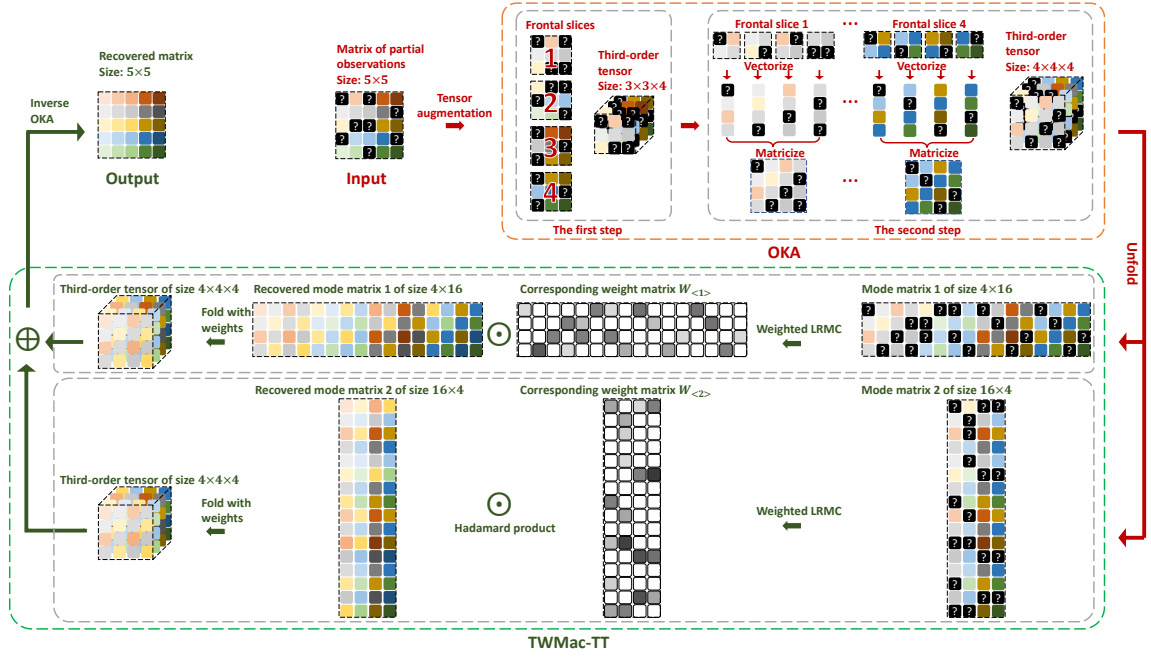 Recovered matrix
Size: 5×5
Inverse
OKA
Output
Matrix of partial
observations
Size: 5×5
Input
Tensor
augmentation
Frontal slices
1
2
3
4
Third-order
tensor
Size: 3×3×4
The first step
Frontal slice 1
...
Frontal slice 4
Vectorize
Vectorize
...
Matricize
Matricize
...
Third-order
tensor
Size: 4×4×4
The second step
OKA
Unfold
Third-order tensor of size 4×4×4
Fold with
weights
Recovered mode matrix 1 of size 4×16
Corresponding weight matrix W<1>
Weighted LRMC
Mode matrix 1 of size 4×16
Third-order tensor of size 4×4×4
Fold with
weights
Recovered mode matrix 2 of size 16×4
Hadamard product
Corresponding weight matrix W<2>
Weighted LRMC
Mode matrix 2 of size 16×4
TWMac-TT